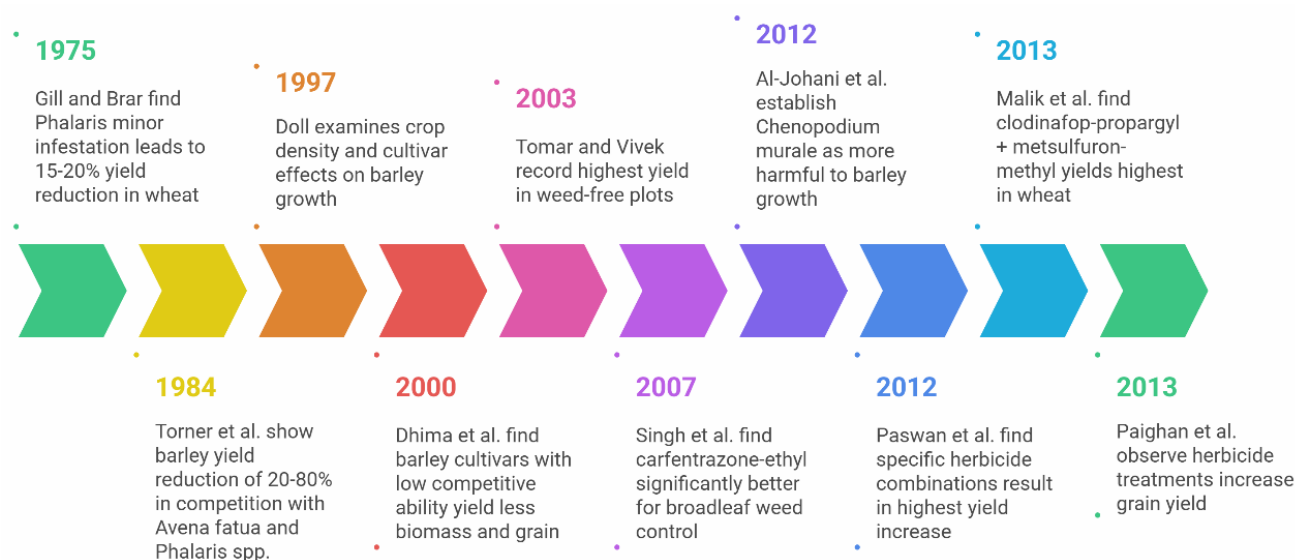 1975
Gill and Brar find
Phalaris minor
infestation leads to
15-20% yield
reduction in wheat
1997
Doll examines crop
density and cultivar
effects on barley
growth
2003
Tomar and Vivek
record highest yield
in weed-free plots
2012
Al-Johani et al.
establish
Chenopodium
murale as more
harmful to barley
growth
2013
Malik et al. find
clodinafop-propargyl
+ metsulfuron-
methyl yields highest
in wheat
1984
Torner et al. show
barley yield
reduction of 20-80%
in competition with
Avena fatua and
Phalaris spp.
2000
Dhima et al. find
barley cultivars with
low competitive
ability yield less
biomass and grain
2007
Singh et al. find
carfentrazone-ethyl
significantly better
for broadleaf weed
control
2012
Paswan et al. find
specific herbicide
combinations result
in highest yield
increase
2013
Paighan et al.
observe herbicide
treatments increase
grain yield